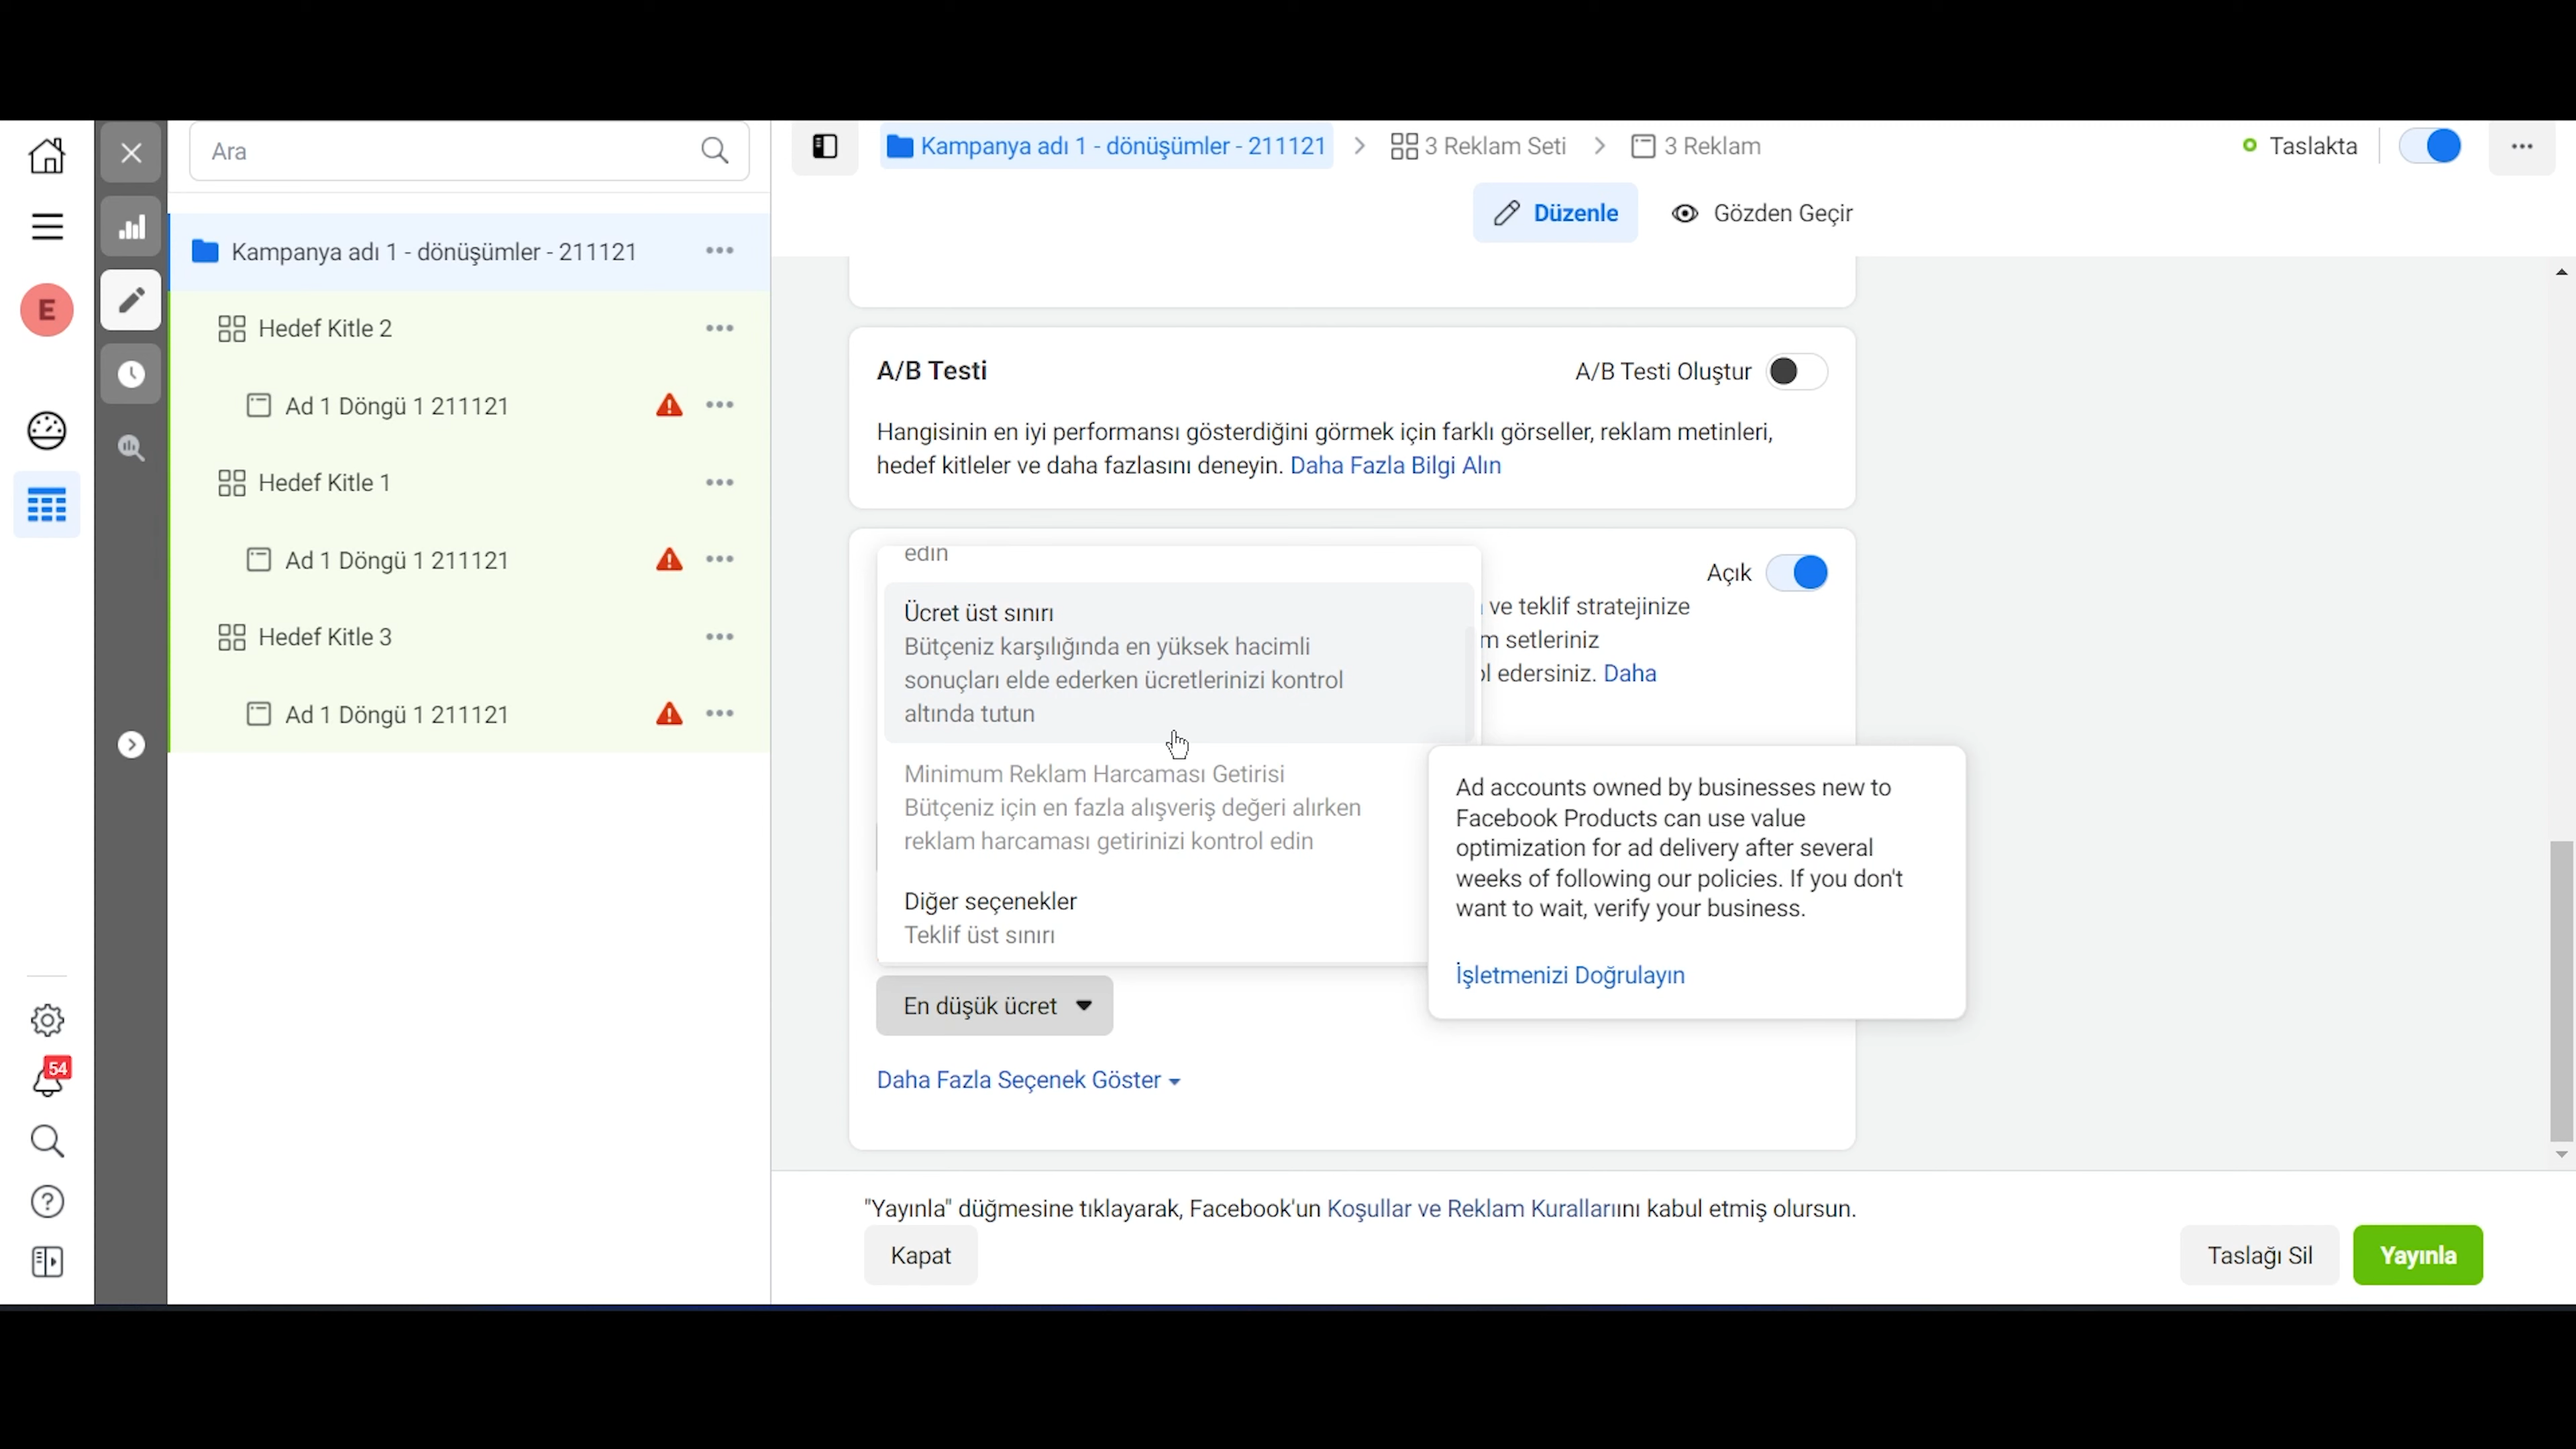 Ara
Kampanya adı 1 - dönüşümler - 211121
3 Reklam Seti
3 Reklam
Taslakta
Düzenle
Gözden Geçir
E
Kampanya adı 1 - dönüşümler - 211121
Hedef Kitle 2
Ad 1 Döngü 1 211121
Hedef Kitle 1
Ad 1 Döngü 1 211121
Hedef Kitle 3
Ad 1 Döngü 1 211121
54
A/B Testi
A/B Testi Oluştur
Hangisinin en iyi performansı gösterdiğini görmek için farklı görseller, reklam metinleri,
hedef kitleler ve daha fazlasını deneyin. Daha Fazla Bilgi Alın
edin
Açık
ve teklif stratejinize
m setleriniz
ol edersiniz. Daha
Ücret üst sınırı
Bütçeniz karşılığında en yüksek hacimli
sonuçları elde ederken ücretlerinizi kontrol
altında tutun
Minimum Reklam Harcaması Getirisi
Bütçeniz için en fazla alışveriş değeri alırken
reklam harcaması getirinizi kontrol edin
Diğer seçenekler
Teklif üst sınırı
Ad accounts owned by businesses new to
Facebook Products can use value
optimization for ad delivery after several
weeks of following our policies. If you don't
want to wait, verify your business.
İşletmenizi Doğrulayın
En düşük ücret
Daha Fazla Seçenek Göster
"Yayınla" düğmesine tıklayarak, Facebook'un Koşullar ve Reklam Kurallarıını kabul etmiş olursun.
Kapat
Taslağı Sil
Yayınla